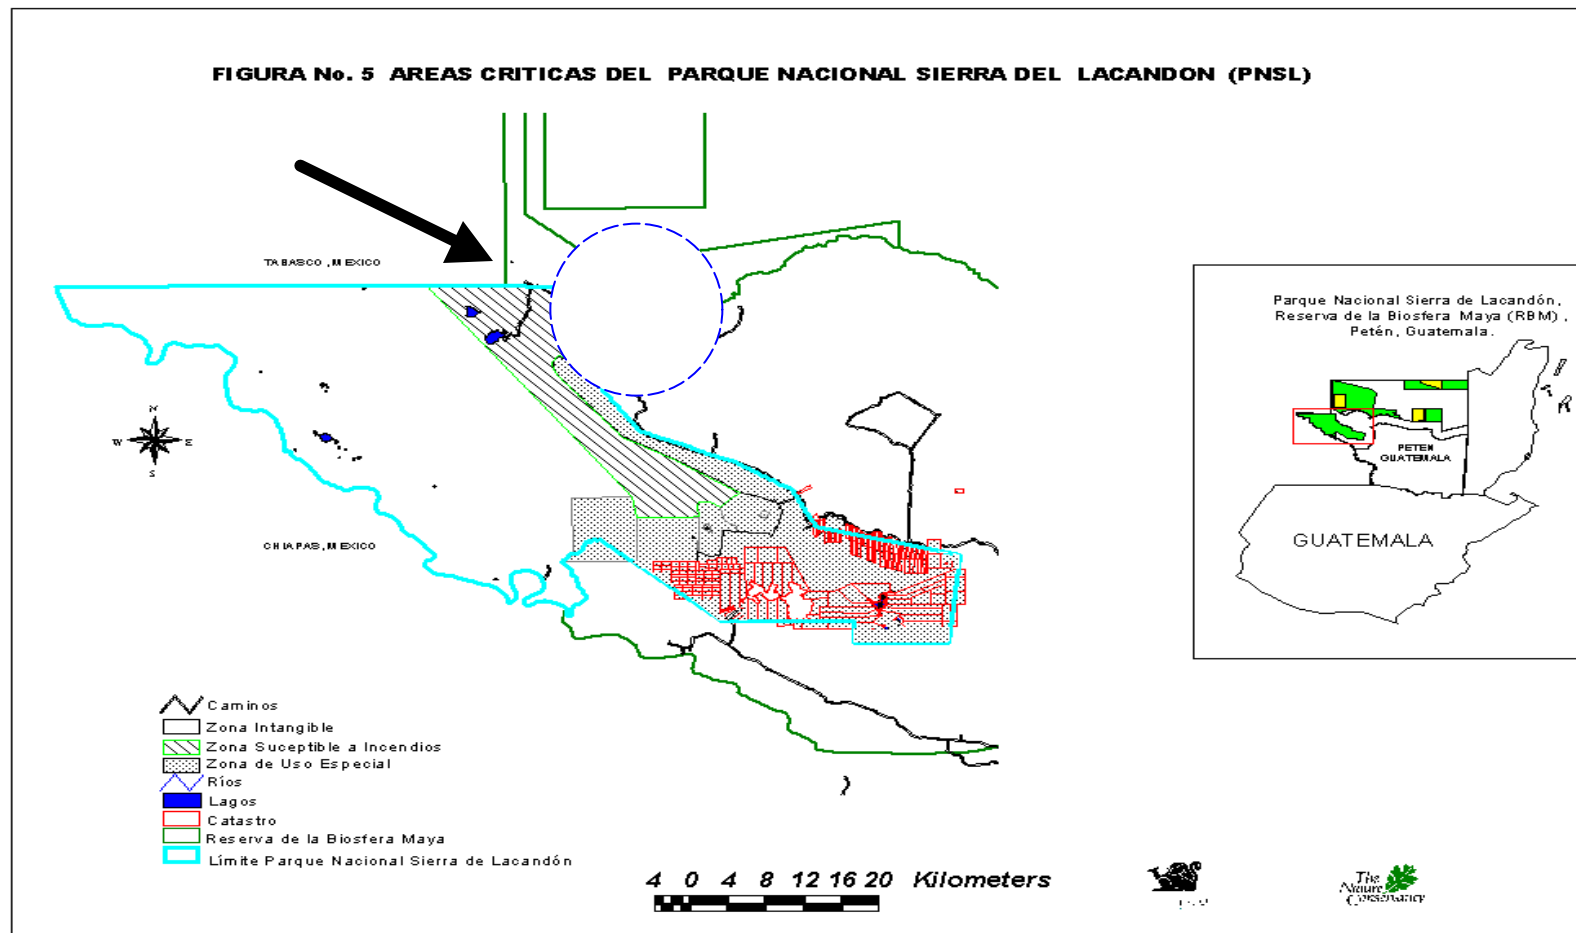 FIGURA No. 5 AREAS CRITICAS DEL PARQUE NACIONAL SIERRA DEL LACANDON (PNSL)
TABASCO, MEXICO
N
W E
S
CHIAPAS, MEXICO
Parque Nacional Sierra de Lacandón,
Reserva de la Biosfera Maya (RBM),
Petén, Guatemala.
PETEN
GUATEMALA
GUATEMALA
Caminos
Zona Intangible
Zona Suceptible a Incendios
Zona de Uso Especial
Ríos
Lagos
Catastro
Reserva de la Biosfera Maya
Límite Parque Nacional Sierra de Lacandón
4 0 4 8 12 16 20 Kilometers
The
Nature
Conservancy